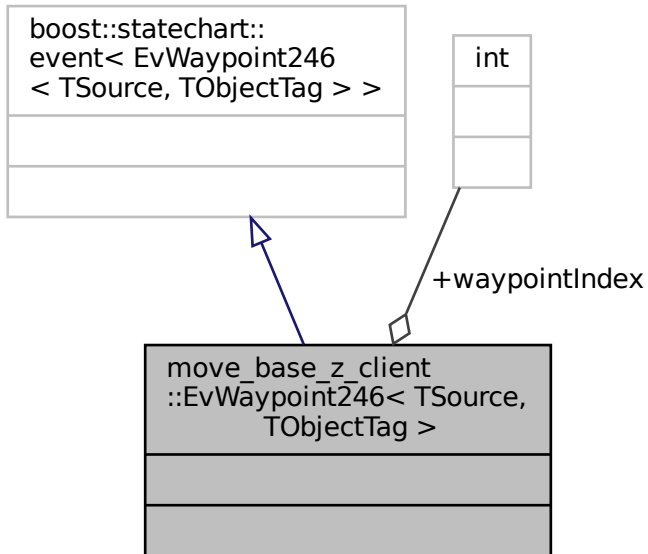 boost::statechart::
event< EvWaypoint246
< TSource, TObjectTag > >
int
+waypointIndex
move_base_z_client
::EvWaypoint246< TSource,
TObjectTag >